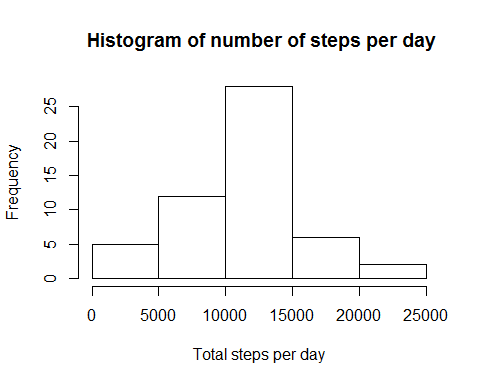 Histogram of number of steps per day
Frequency
25
20
15
10
5
0
0 5000 10000 15000 20000 25000
Total steps per day